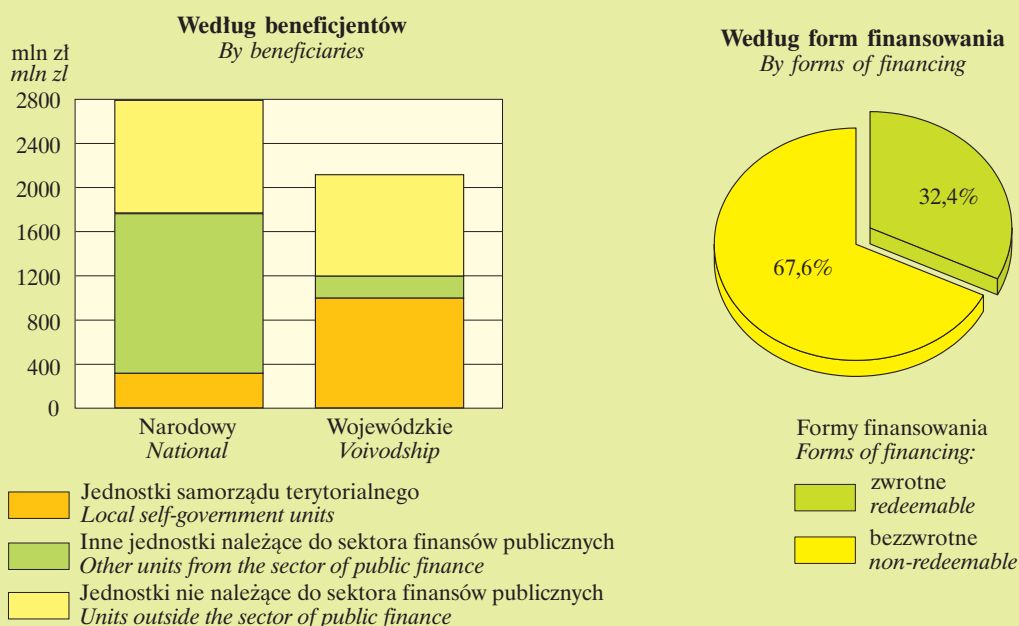 Według beneficjentów
By beneficiaries
mln zł
mln zl
2800
2400
2000
1600
1200
800
400
0
Narodowy
National
Wojewódzkie
Voivodship
Jednostki samorządu terytorialnego
Local self-government units
Inne jednostki należące do sektora finansów publicznych
Other units from the sector of public finance
Jednostki nie należące do sektora finansów publicznych
Units outside the sector of public finance
Według form finansowania
By forms of financing
32,4%
67,6%
Formy finansowania
Forms of financing:
zwrotne
redeemable
bezzwrotne
non-redeemable